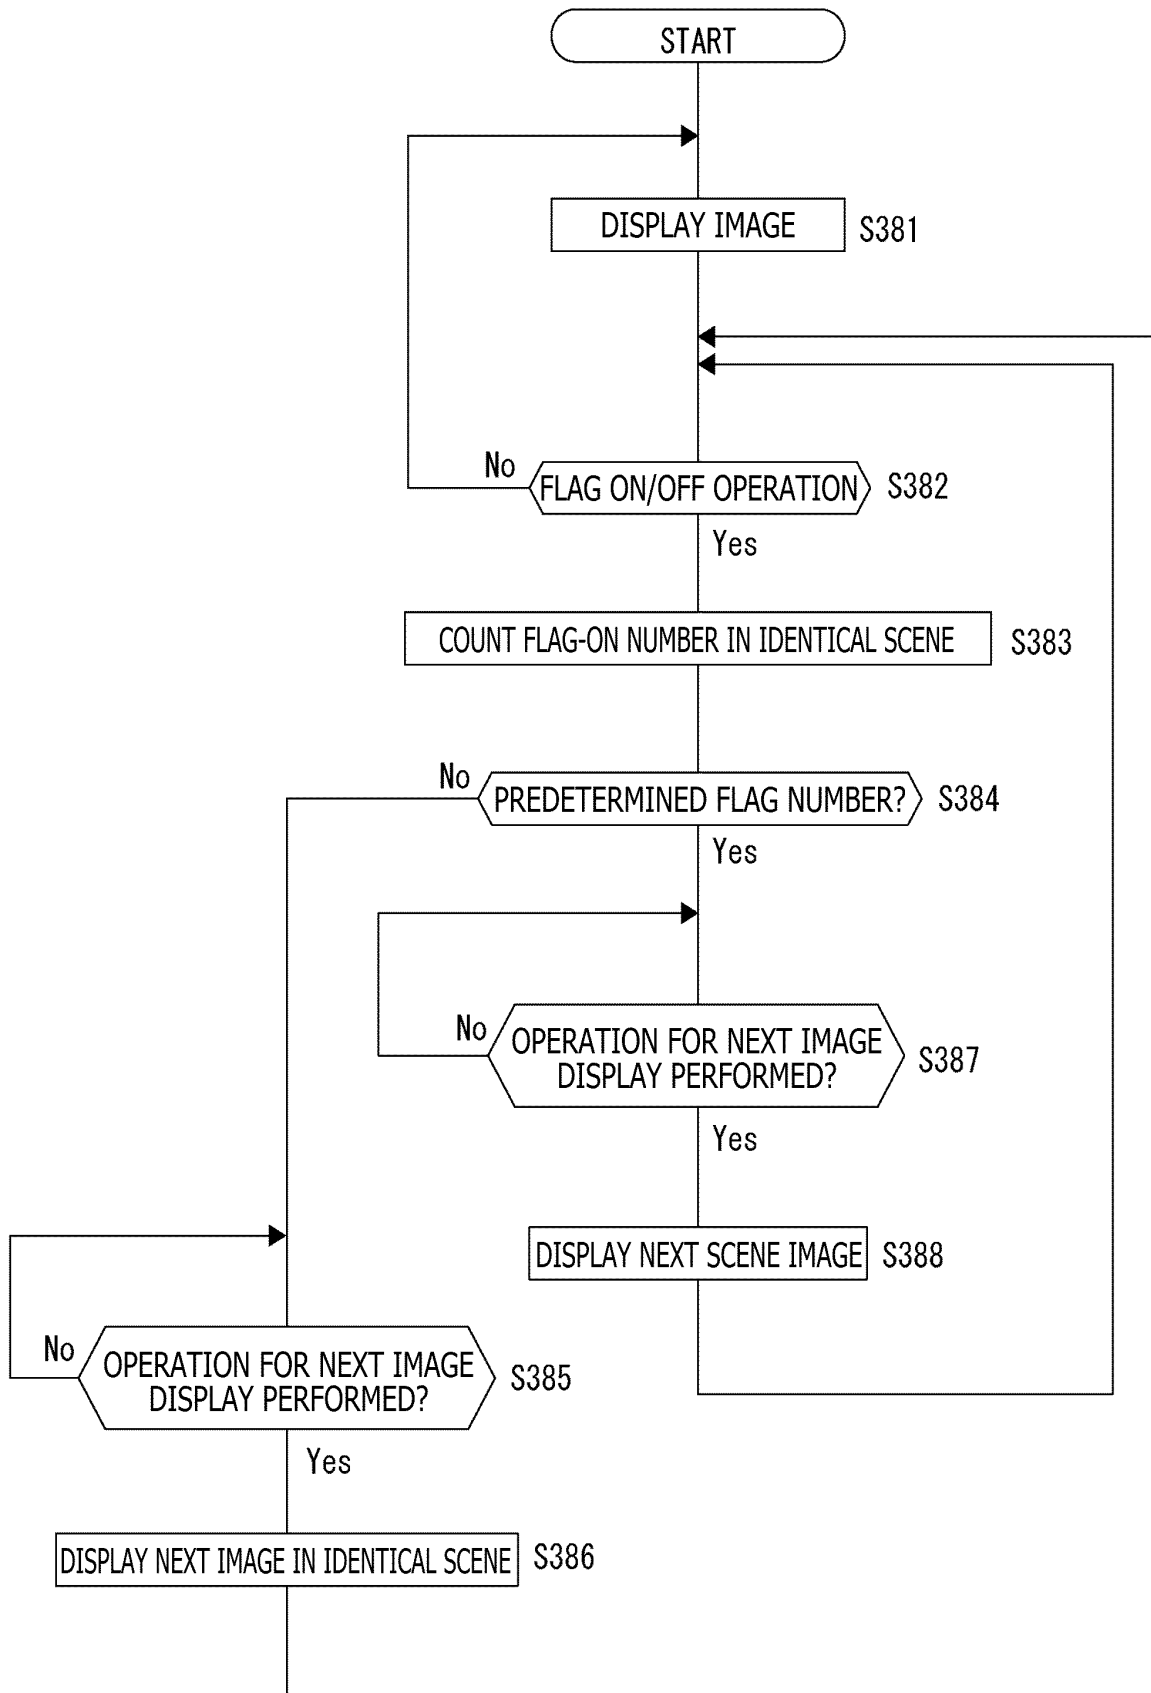 START
DISPLAY IMAGE
S381
No
FLAG ON/OFF OPERATION
S382
Yes
COUNT FLAG-ON NUMBER IN IDENTICAL SCENE
S383
No
PREDETERMINED FLAG NUMBER?
S384
Yes
No
OPERATION FOR NEXT IMAGE
DISPLAY PERFORMED?
S387
Yes
DISPLAY NEXT SCENE IMAGE
S388
No
OPERATION FOR NEXT IMAGE
DISPLAY PERFORMED?
S385
Yes
DISPLAY NEXT IMAGE IN IDENTICAL SCENE
S386